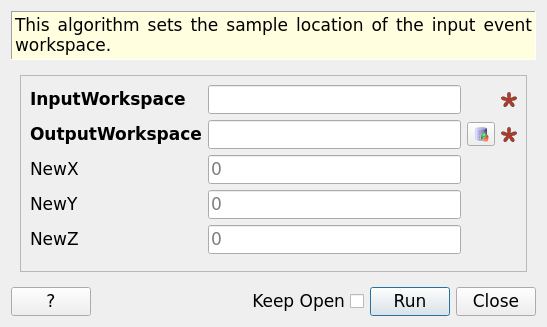 This algorithm sets the sample location of the input event
workspace.
InputWorkspace
OutputWorkspace
NewX 0
NewY 0
NewZ 0
? Keep Open Run Close